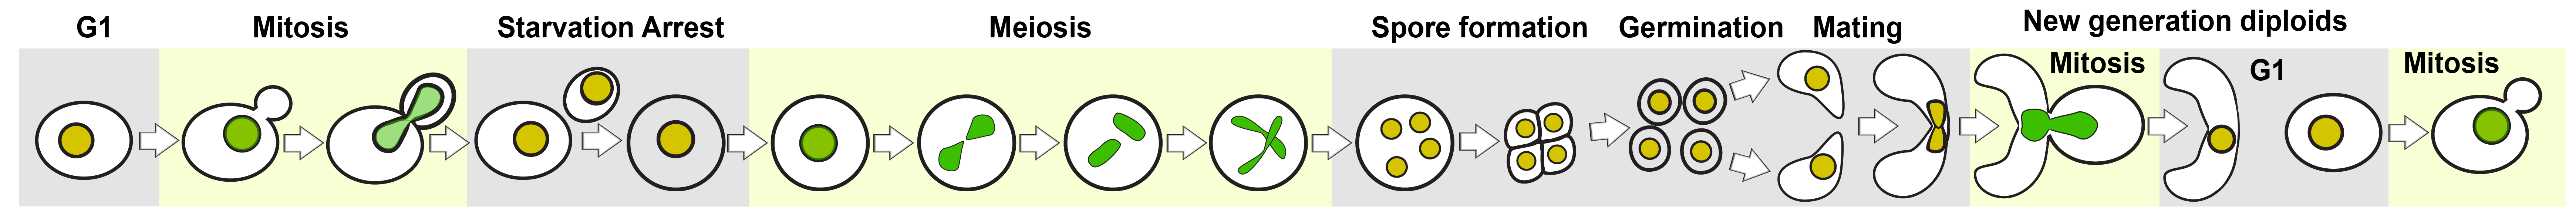 G1
Mitosis
Starvation Arrest
Meiosis
Spore formation
Germination
Mating
New generation diploids
Mitosis
G1
Mitosis